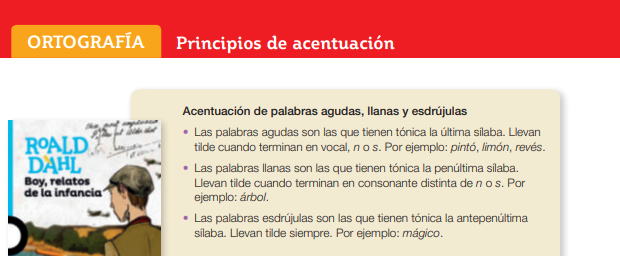 ORTOGRAFÍA Principios de acentuación
Acentuación de palabras agudas, llanas y esdrújulas
• Las palabras agudas son las que tienen tónica la última sílaba. Llevan
tilde cuando terminan en vocal, n o s. Por ejemplo: pintó, limón, revés.
• Las palabras llanas son las que tienen tónica la penúltima sílaba.
Llevan tilde cuando terminan en consonante distinta de n o s. Por
ejemplo: árbol.
• Las palabras esdrújulas son las que tienen tónica la antepenúltima
sílaba. Llevan tilde siempre. Por ejemplo: mágico.
ROALD
DAHL
Boy, relatos
de la infancia